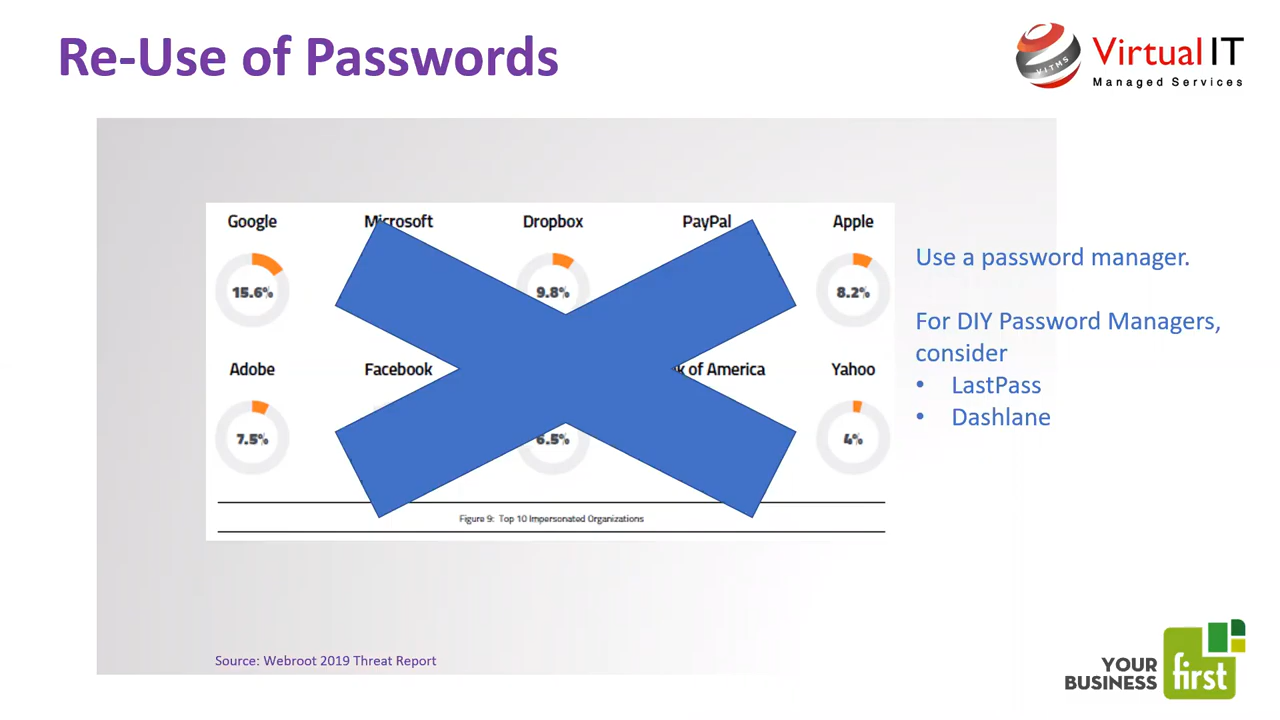 Re-Use of Passwords
VITMS
Virtual IT
Managed Services
Google Microsoft Dropbox PayPal Apple
15.6% 9.8% 8.2%
Use a password manager.
For DIY Password Managers,
consider
• LastPass
• Dashlane
Adobe Facebook of America Yahoo
7.5% 6.5% 4%
Figure 9: Top 10 Impersonated Organizations
Source: Webroot 2019 Threat Report
YOUR
BUSINESS first